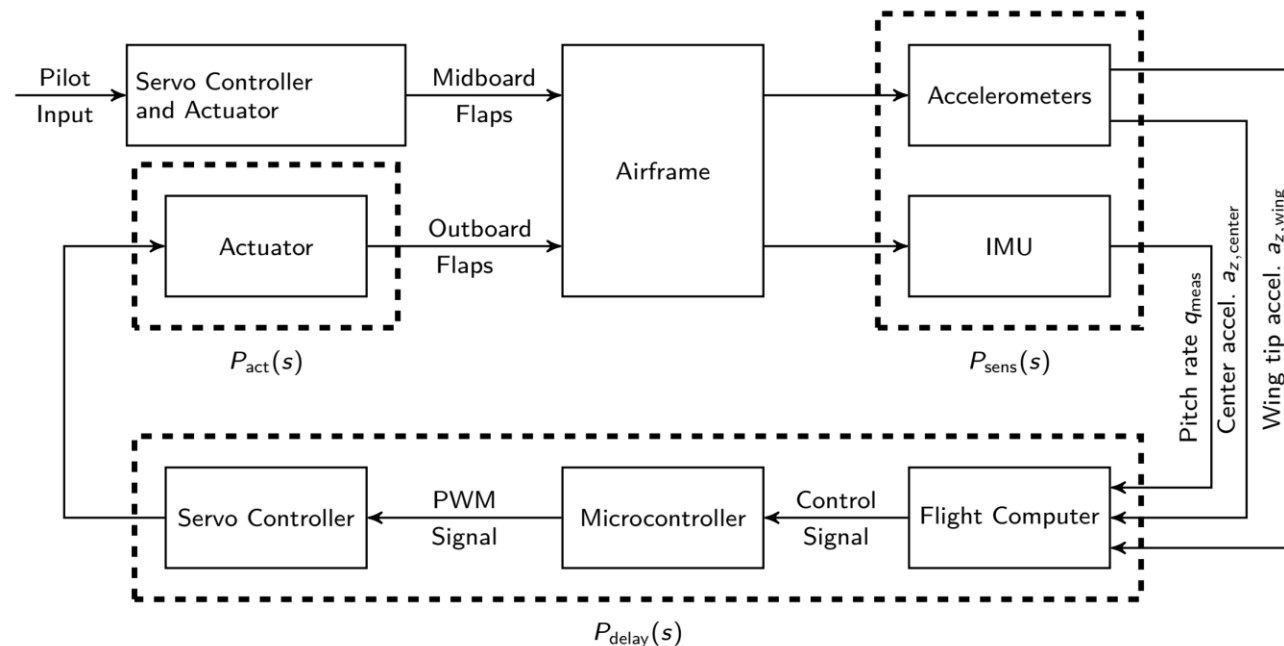 Pilot
Input
Servo Controller
and Actuator
Midboard
Flaps
Airframe
Accelerometers
Actuator
Outboard
Flaps
IMU
P_act(s)
P_sens(s)
Pitch rate q_meas
Center accel. a_z,center
Wing tip accel. a_z,wing
Servo Controller
PWM
Signal
Microcontroller
Control
Signal
Flight Computer
P_delay(s)